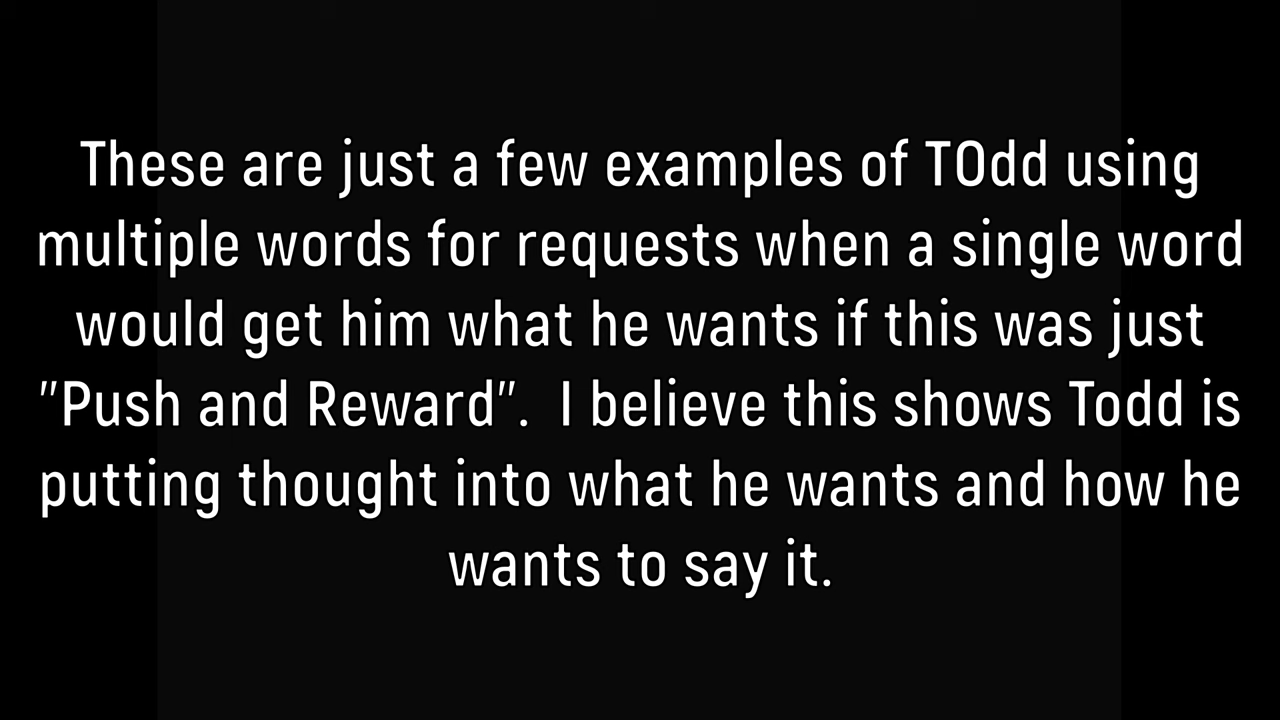 These are just a few examples of TOdd using
multiple words for requests when a single word
would get him what he wants if this was just
"Push and Reward".  I believe this shows Todd is
putting thought into what he wants and how he
wants to say it.